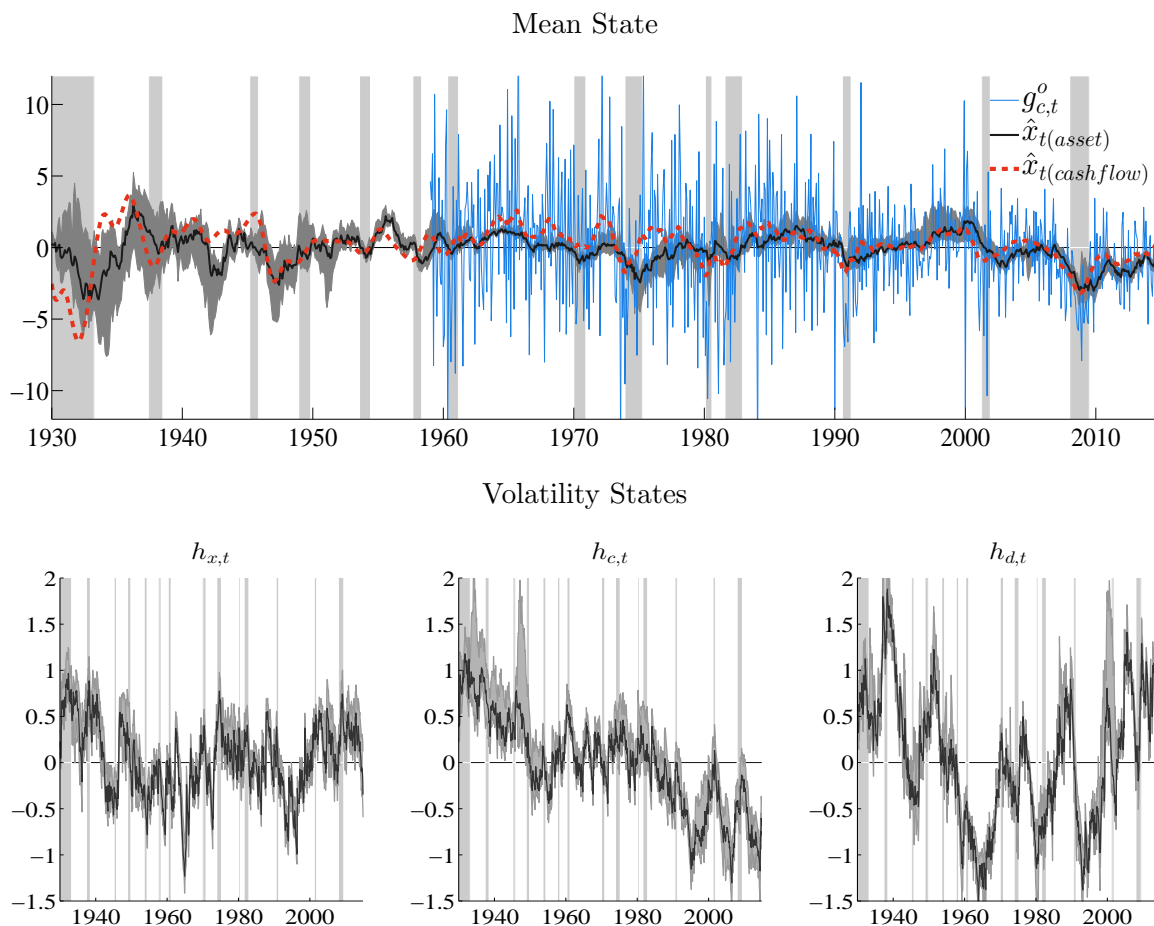 Mean State
10
5
0
−5
−10
g^o_{c,t}
x̂_{t(asset)}
x̂_{t(cashflow)}
1930 1940 1950 1960 1970 1980 1990 2000 2010
Volatility States
h_{x,t} h_{c,t} h_{d,t}
2 2 2
1.5 1.5 1.5
1 1 1
0.5 0.5 0.5
0 0 0
−0.5 −0.5 −0.5
−1 −1 −1
−1.5 −1.5 −1.5
1940 1960 1980 2000 1940 1960 1980 2000 1940 1960 1980 2000